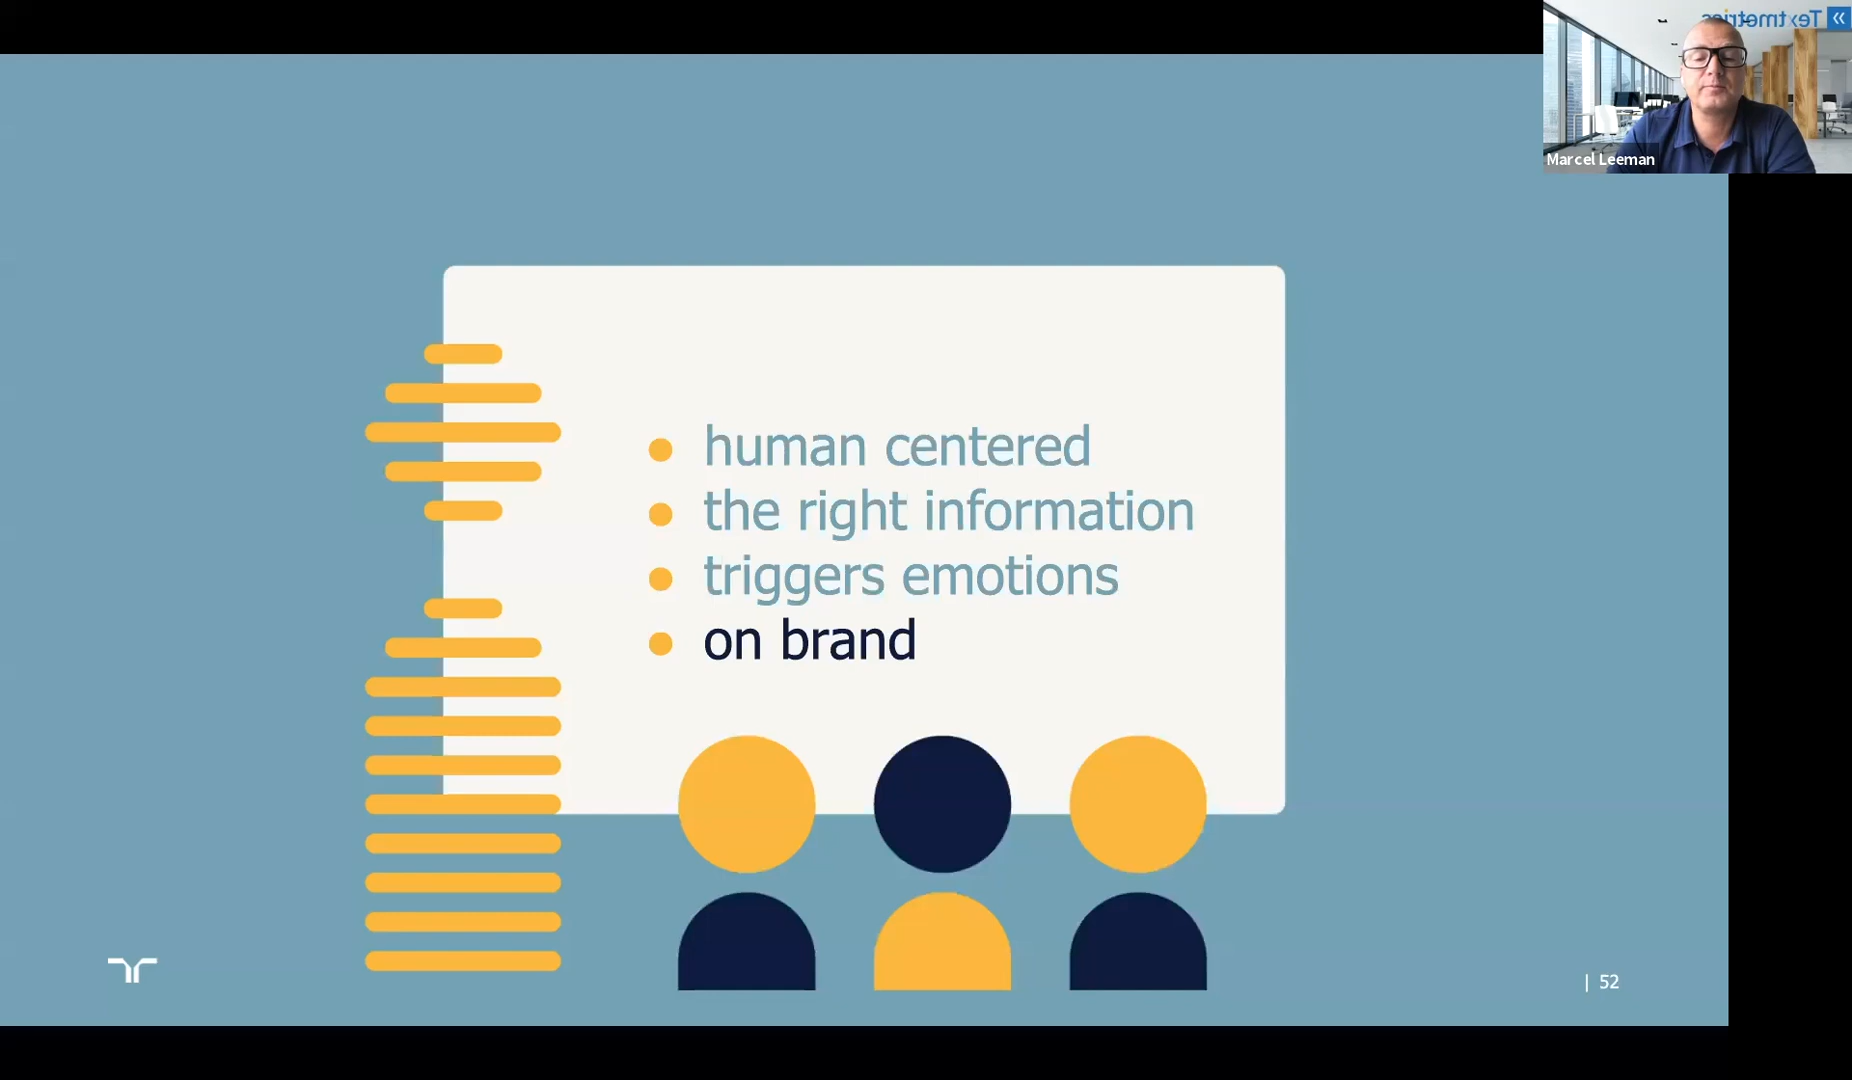 Textmetrics
Marcel Leeman
human centered
the right information
triggers emotions
on brand
| 52